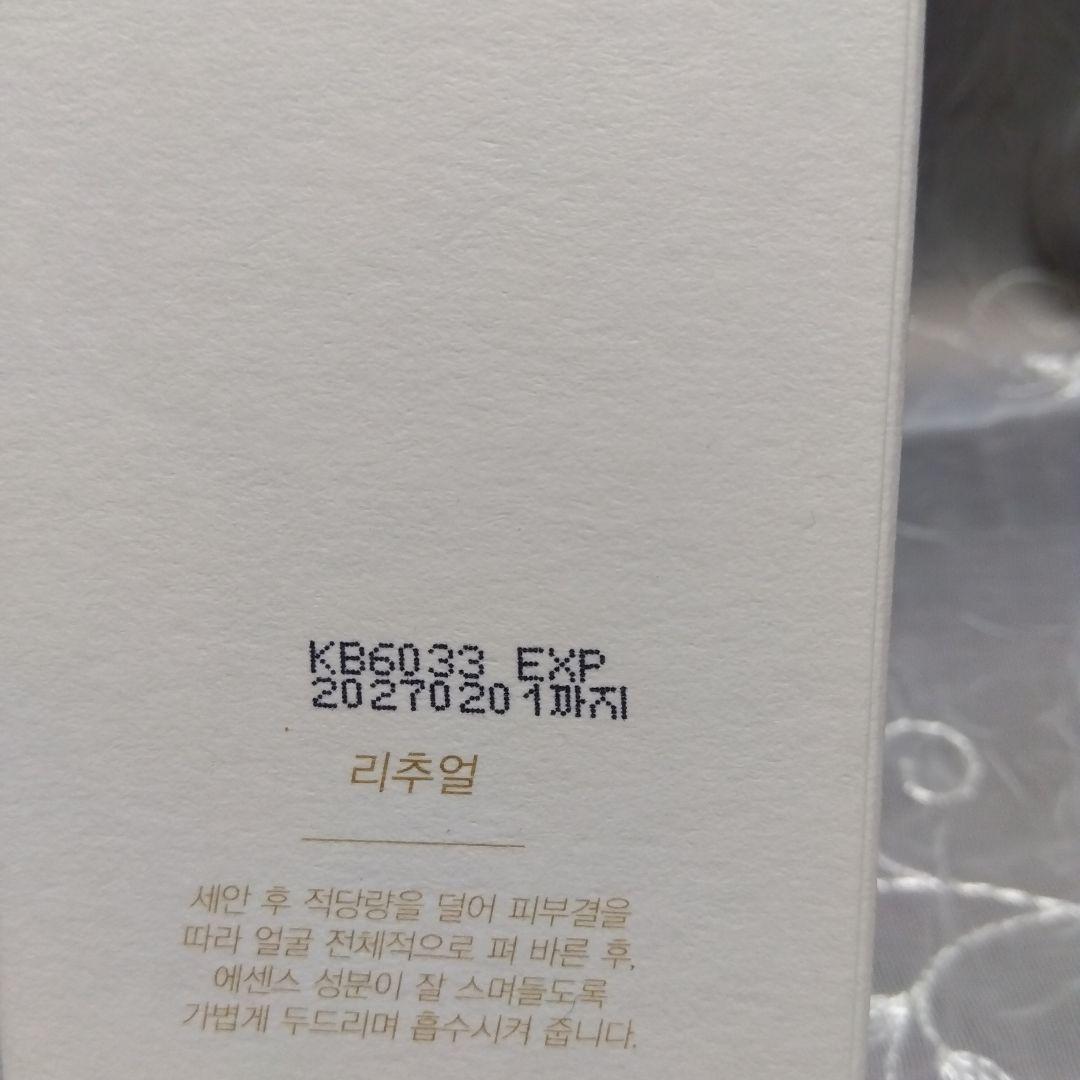 KB6033 EXP
20270201까지
리추얼
세안 후 적당량을 덜어 피부결을
따라 얼굴 전체적으로 펴 바른 후,
에센스 성분이 잘 스며들도록
가볍게 두드리며 흡수시켜 줍니다.